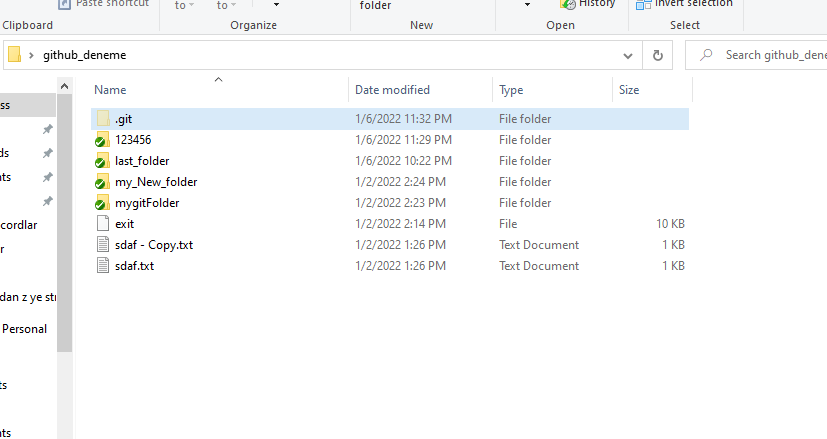 Paste shortcut
to
to
folder
History
Invert selection
Clipboard
Organize
New
Open
Select
github_deneme
Search github_dene
Name
Date modified
Type
Size
.git 1/6/2022 11:32 PM File folder
123456 1/6/2022 11:29 PM File folder
last_folder 1/6/2022 10:22 PM File folder
my_New_folder 1/2/2022 2:24 PM File folder
mygitFolder 1/2/2022 2:23 PM File folder
exit 1/2/2022 2:14 PM File 10 KB
sdaf - Copy.txt 1/2/2022 1:26 PM Text Document 1 KB
sdaf.txt 1/2/2022 1:26 PM Text Document 1 KB
ss
ds
nts
cordlar
r
dan z ye str
Personal
ts
nts